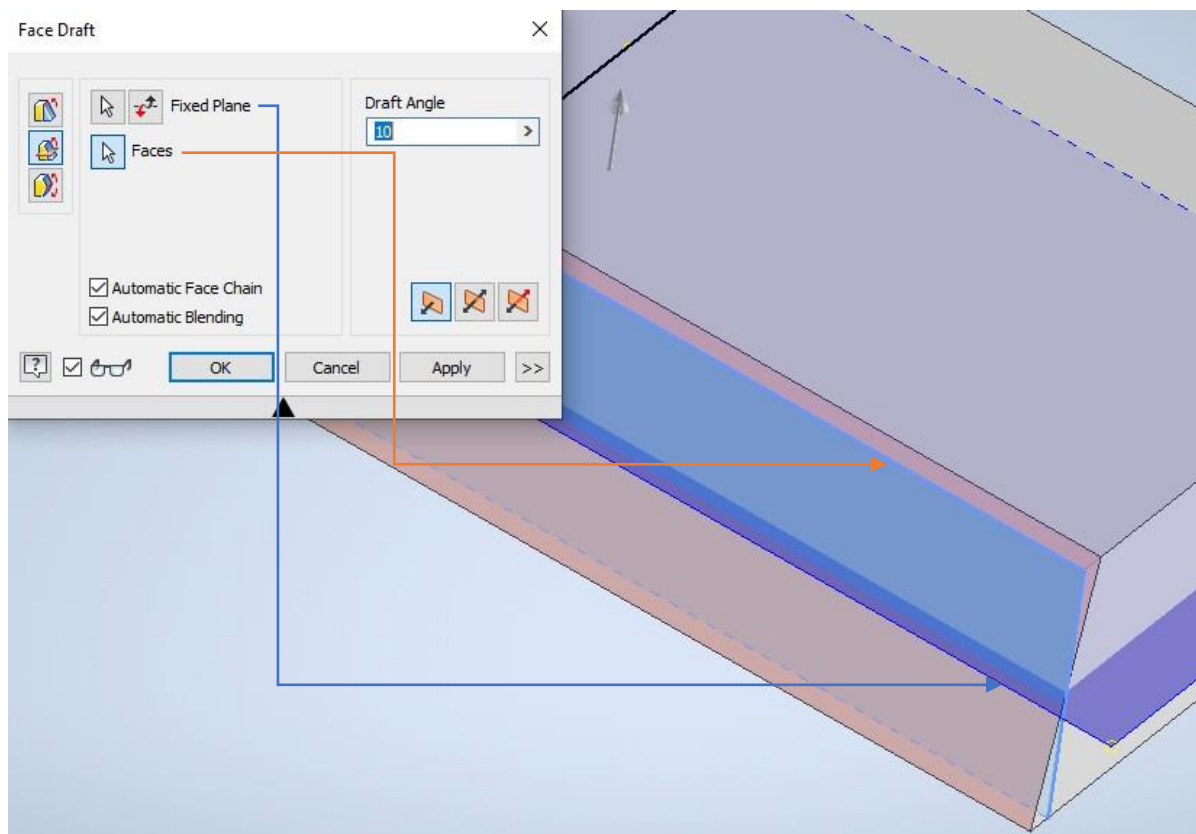 Face Draft
Fixed Plane
Draft Angle
10
Faces
Automatic Face Chain
Automatic Blending
OK
Cancel
Apply
>>